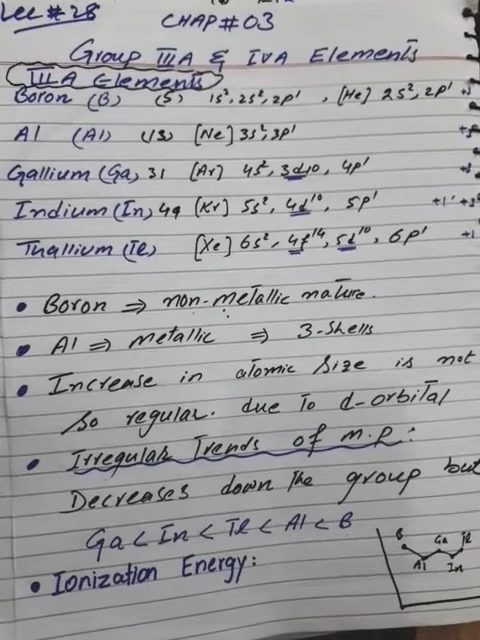 Lec # 28
CHAP # 03
Group IIIA & IVA Elements
IIIA Elements
Boron (B) (5) 1s², 2s², 2p¹ , [He] 2s², 2p¹ +3
Al (Al) (13) [Ne] 3s², 3p¹ +3
Gallium (Ga) 31 [Ar] 4s², 3d10, 4p¹ +3
Indium (In) 49 [Kr] 5s², 4d¹⁰, 5p¹ +1, +3
Thallium (Tl) [Xe] 6s², 4f¹⁴, 5d¹⁰, 6p¹ +1
• Boron ⇒ non-metallic nature.
• Al ⇒ metallic ⇒ 3-shells
• Increase in atomic size is not
so regular. due to d-orbital
• Irregular Trends of m.p:
Decreases down the group but
Ga < In < Tl < Al < B
B Ga Tl
Al In
• Ionization Energy: